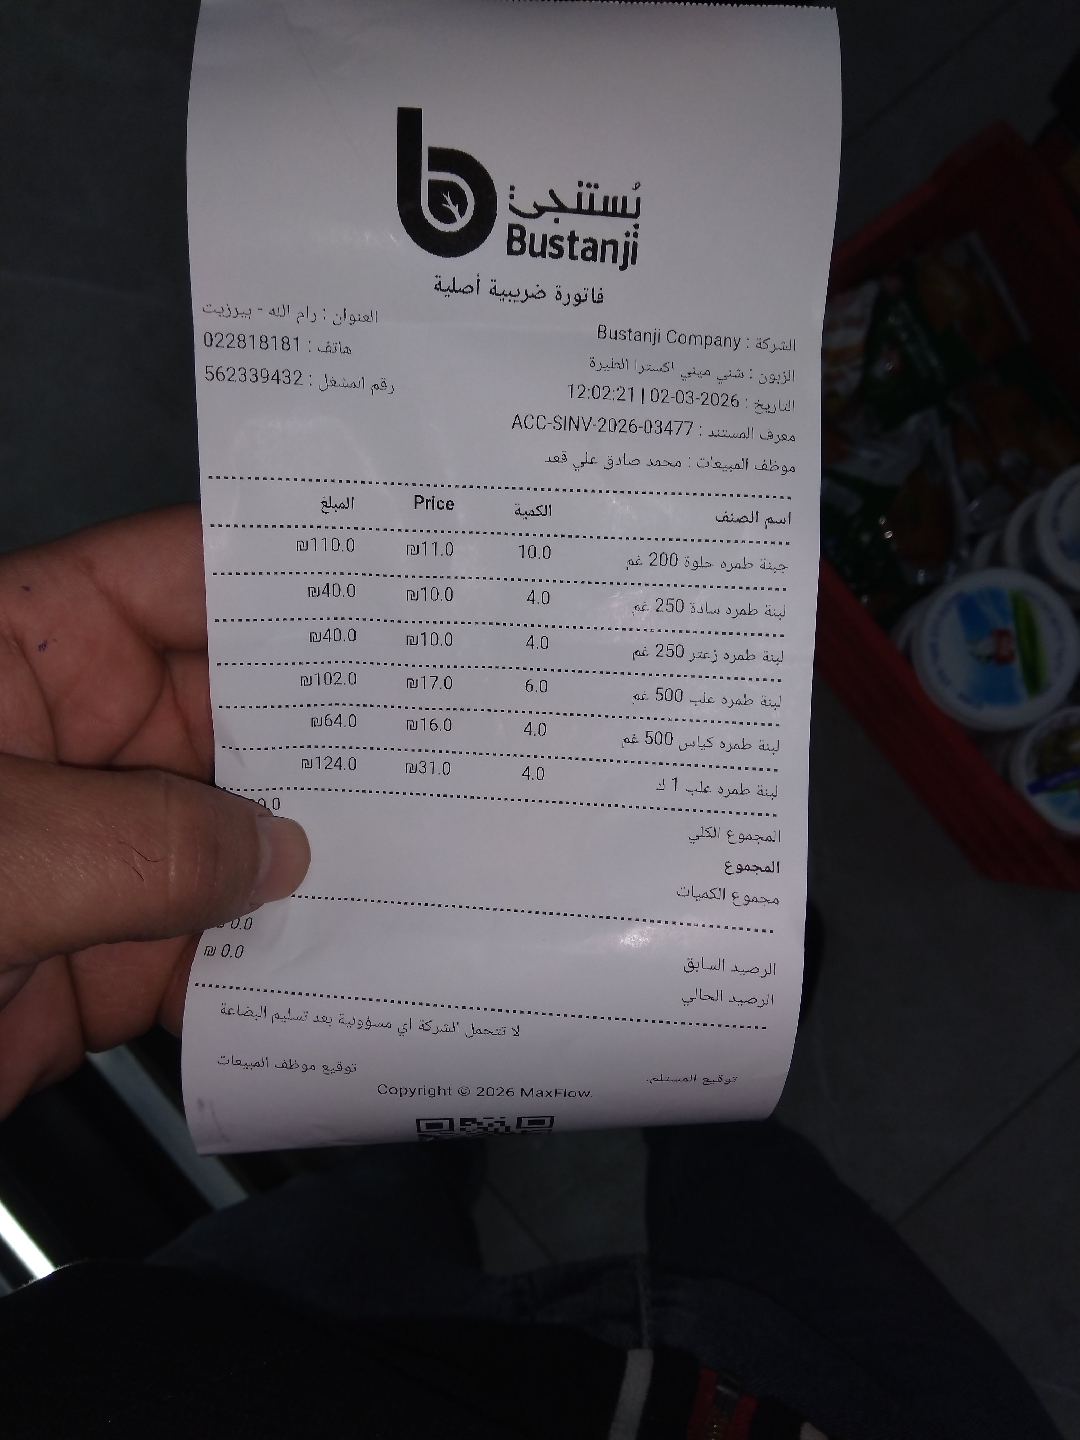 بُستنجي
Bustanji
فاتورة ضريبية أصلية
الشركة : Bustanji Company
العنوان : رام الله - بيرزيت
الزبون : شني ميني اكسترا الطيرة
هاتف : 022818181
التاريخ : 02-03-2026 | 12:02:21
رقم المشغل : 562339432
معرف المستند : ACC-SINV-2026-03477
موظف المبيعات : محمد صادق علي قعد
اسم الصنف الكمية Price المبلغ
جبنة طمره حلوة 200 غم 10.0 ₪11.0 ₪110.0
لبنة طمره سادة 250 غم 4.0 ₪10.0 ₪40.0
لبنة طمره زعتر 250 غم 4.0 ₪10.0 ₪40.0
لبنة طمره علب 500 غم 6.0 ₪17.0 ₪102.0
لبنة طمره كياس 500 غم 4.0 ₪16.0 ₪64.0
لبنة طمره علب 1 ك 4.0 ₪31.0 ₪124.0
المجموع الكلي
المجموع
مجموع الكميات
الرصيد السابق 0.0
الرصيد الحالي ₪ 0.0
لا تتحمل الشركة اي مسؤولية بعد تسليم البضاعة
توقيع المستلم. توقيع موظف المبيعات
Copyright © 2026 MaxFlow.